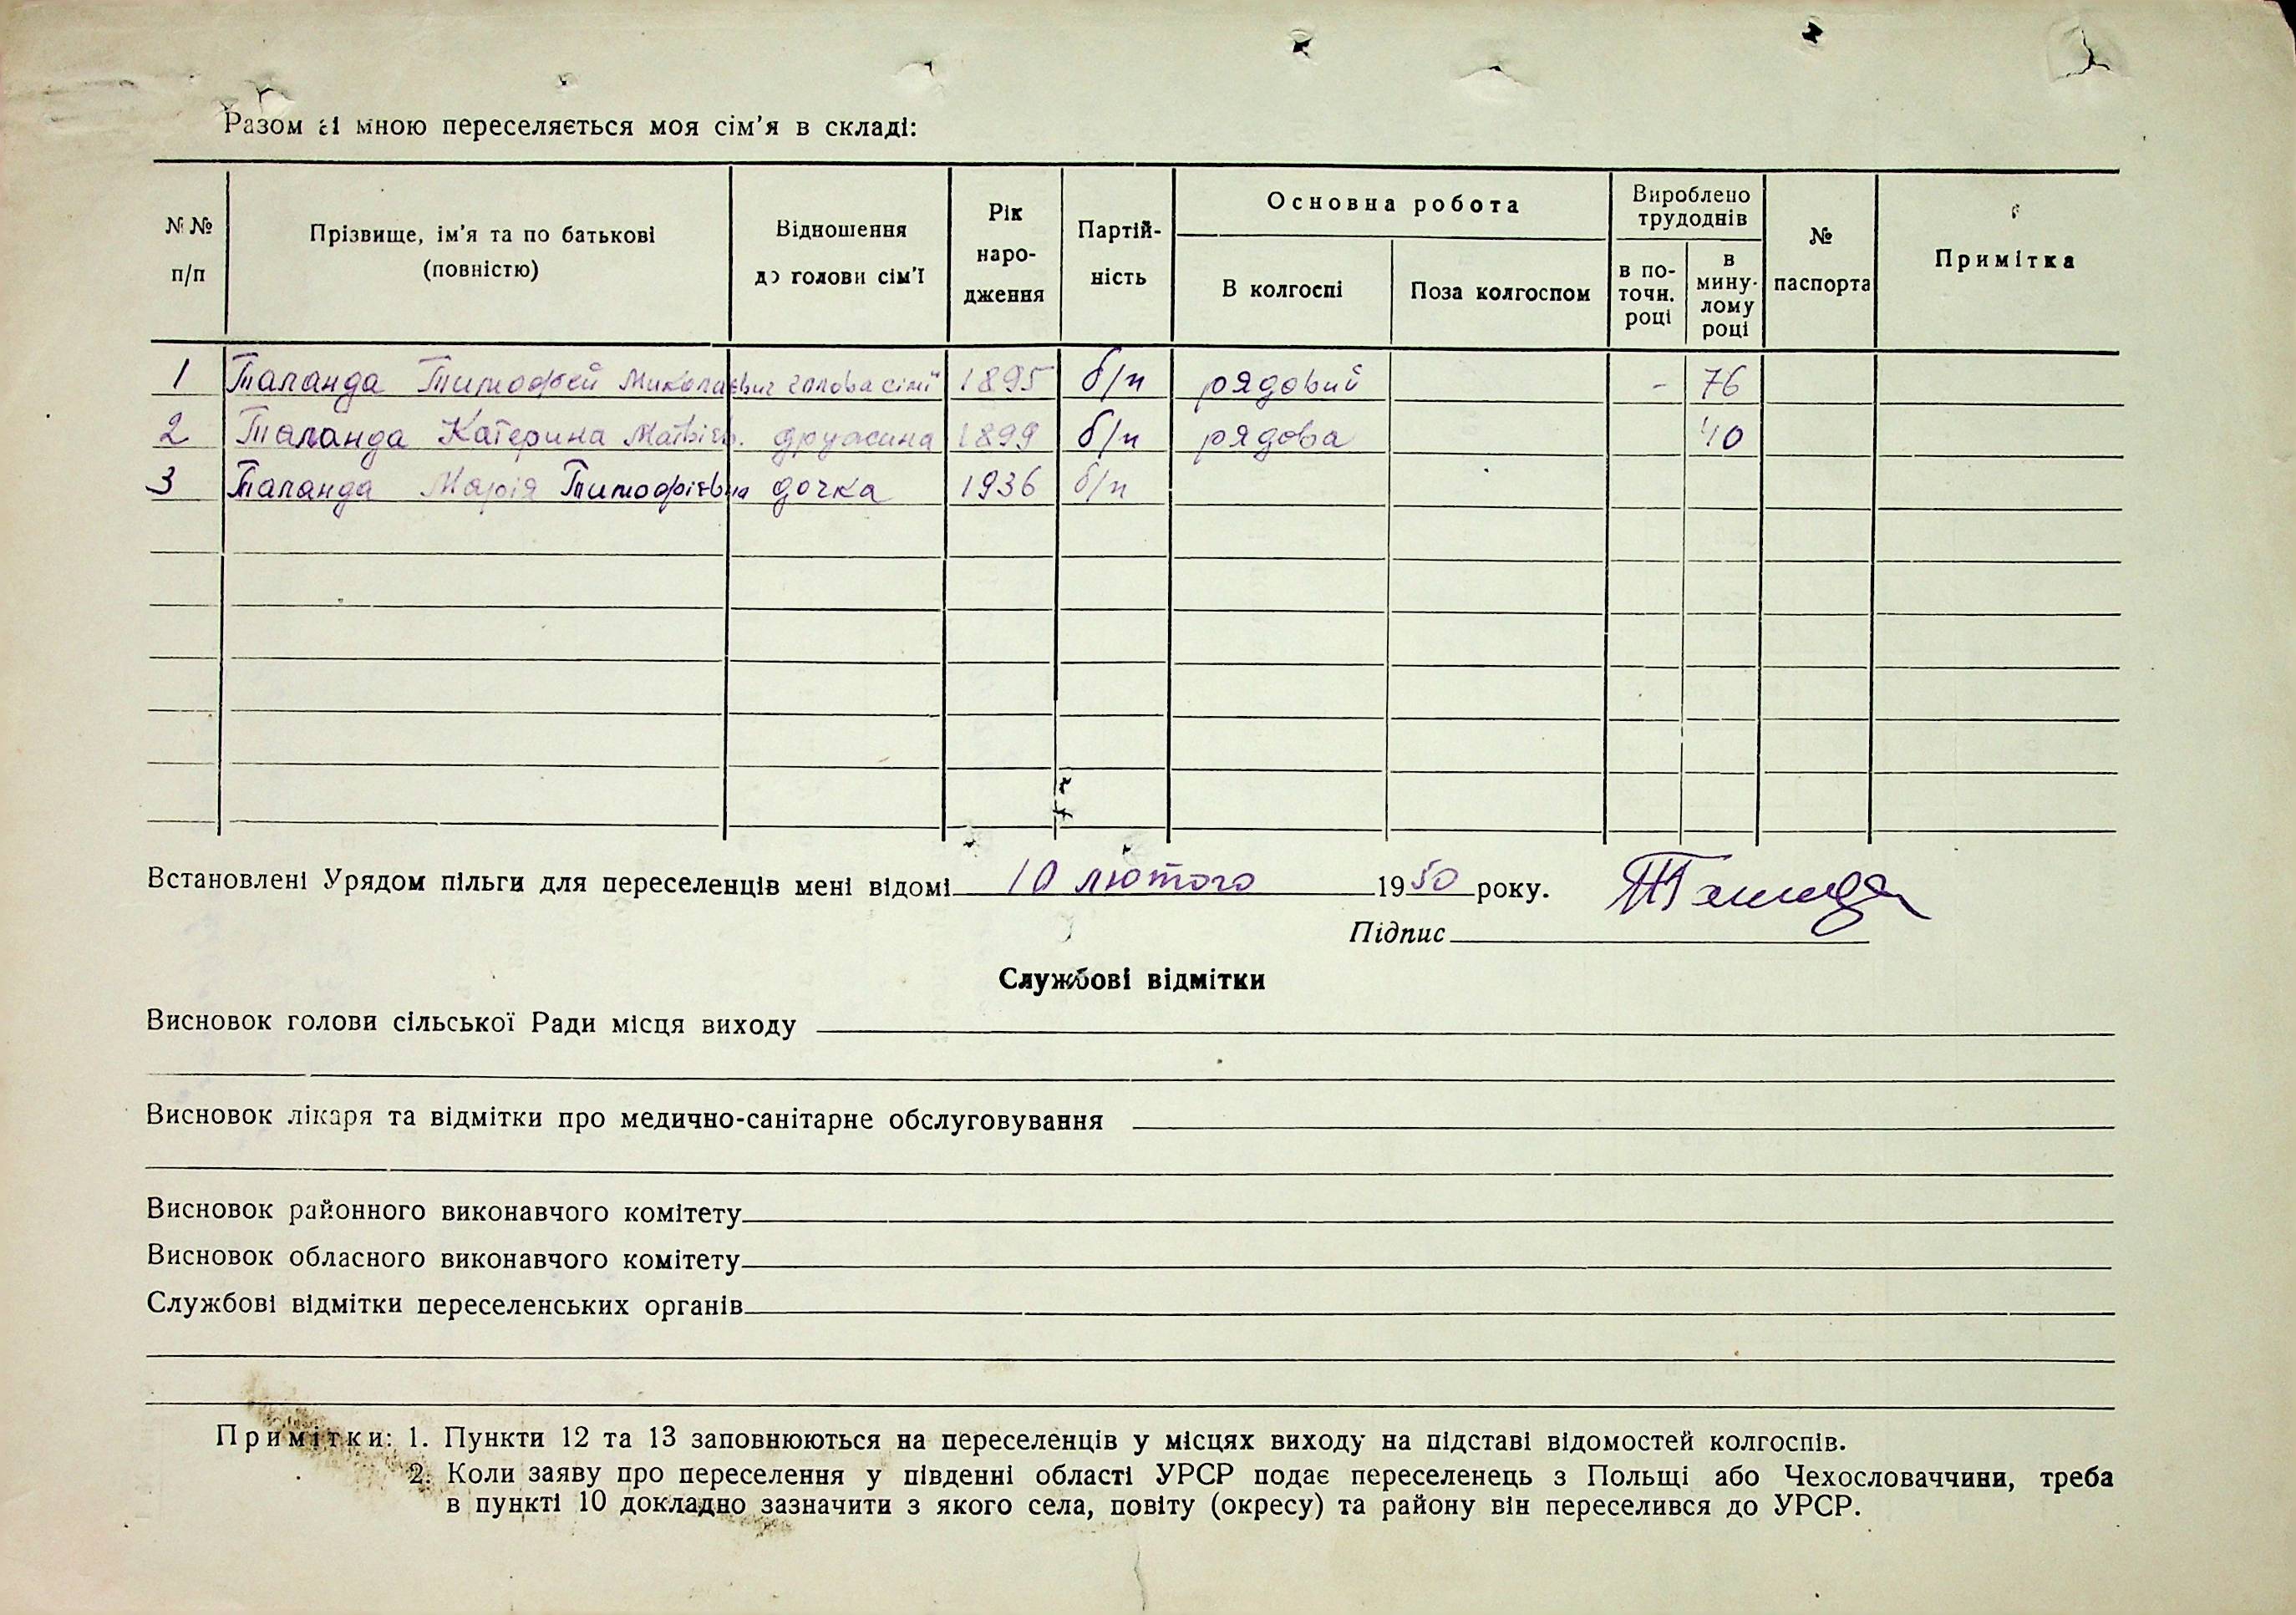 Разом зі мною переселяється моя сім'я в складі:
№№ п/п
Прізвище, ім'я та по батькові (повністю)
Відношення до голови сім'ї
Рік народження
Партійність
Основна робота
В колгоспі
Поза колгоспом
Вироблено трудоднів
в поточн. році
в минулому році
№ паспорта
Примітка
1 Таланда Тимофей Миколаєвич голова сімї 1895 б/п рядовий - 76
2 Таланда Катерина Матвієв. дружина 1899 б/п рядова 40
3 Таланда Марія Тимофієвна дочка 1936 б/п
Встановлені Урядом пільги для переселенців мені відомі 10 лютого 1950 року.
Підпис
Службові відмітки
Висновок голови сільської Ради місця виходу
Висновок лікаря та відмітки про медично-санітарне обслуговування
Висновок районного виконавчого комітету
Висновок обласного виконавчого комітету
Службові відмітки переселенських органів
Примітки: 1. Пункти 12 та 13 заповнюються на переселенців у місцях виходу на підставі відомостей колгоспів.
2. Коли заяву про переселення у південні області УРСР подає переселенець з Польщі або Чехословаччини, треба
в пункті 10 докладно зазначити з якого села, повіту (окресу) та району він переселився до УРСР.